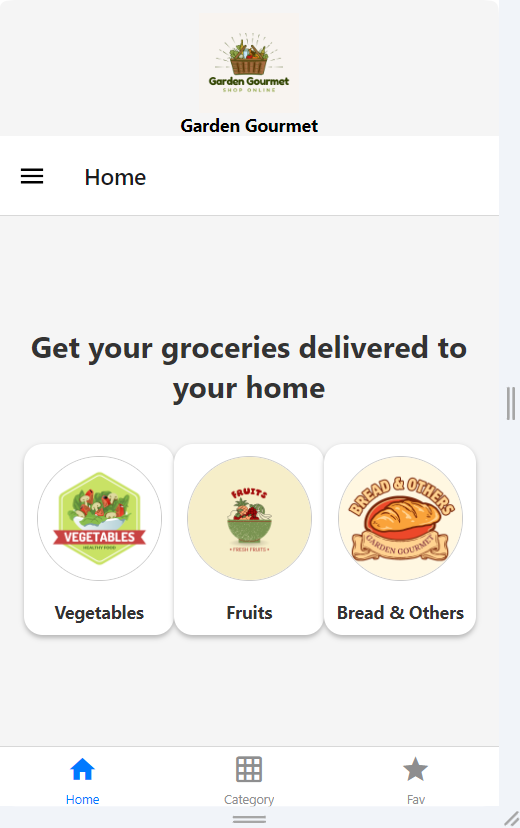 Garden Gourmet
SHOP ONLINE
Garden Gourmet
Home
Get your groceries delivered to
your home
VEGETABLES
HEALTHY FOOD
FRUITS
• FRESH FRUITS •
BREAD & OTHERS
GARDEN GOURMET
Vegetables
Fruits
Bread & Others
Home
Category
Fav